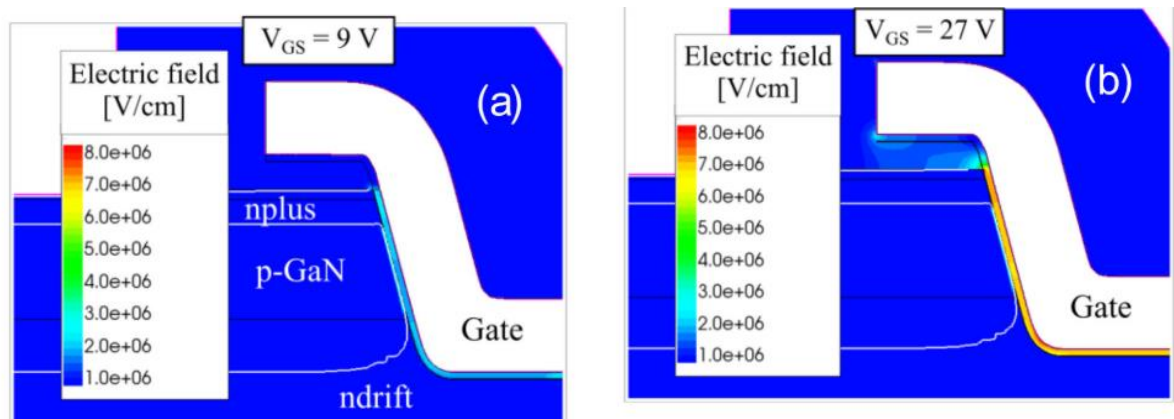 V_GS = 9 V
Electric field
[V/cm]
(a)
8.0e+06
7.0e+06
6.0e+06
5.0e+06
4.0e+06
3.0e+06
2.0e+06
1.0e+06
nplus
p-GaN
Gate
ndrift
V_GS = 27 V
Electric field
[V/cm]
(b)
8.0e+06
7.0e+06
6.0e+06
5.0e+06
4.0e+06
3.0e+06
2.0e+06
1.0e+06
Gate